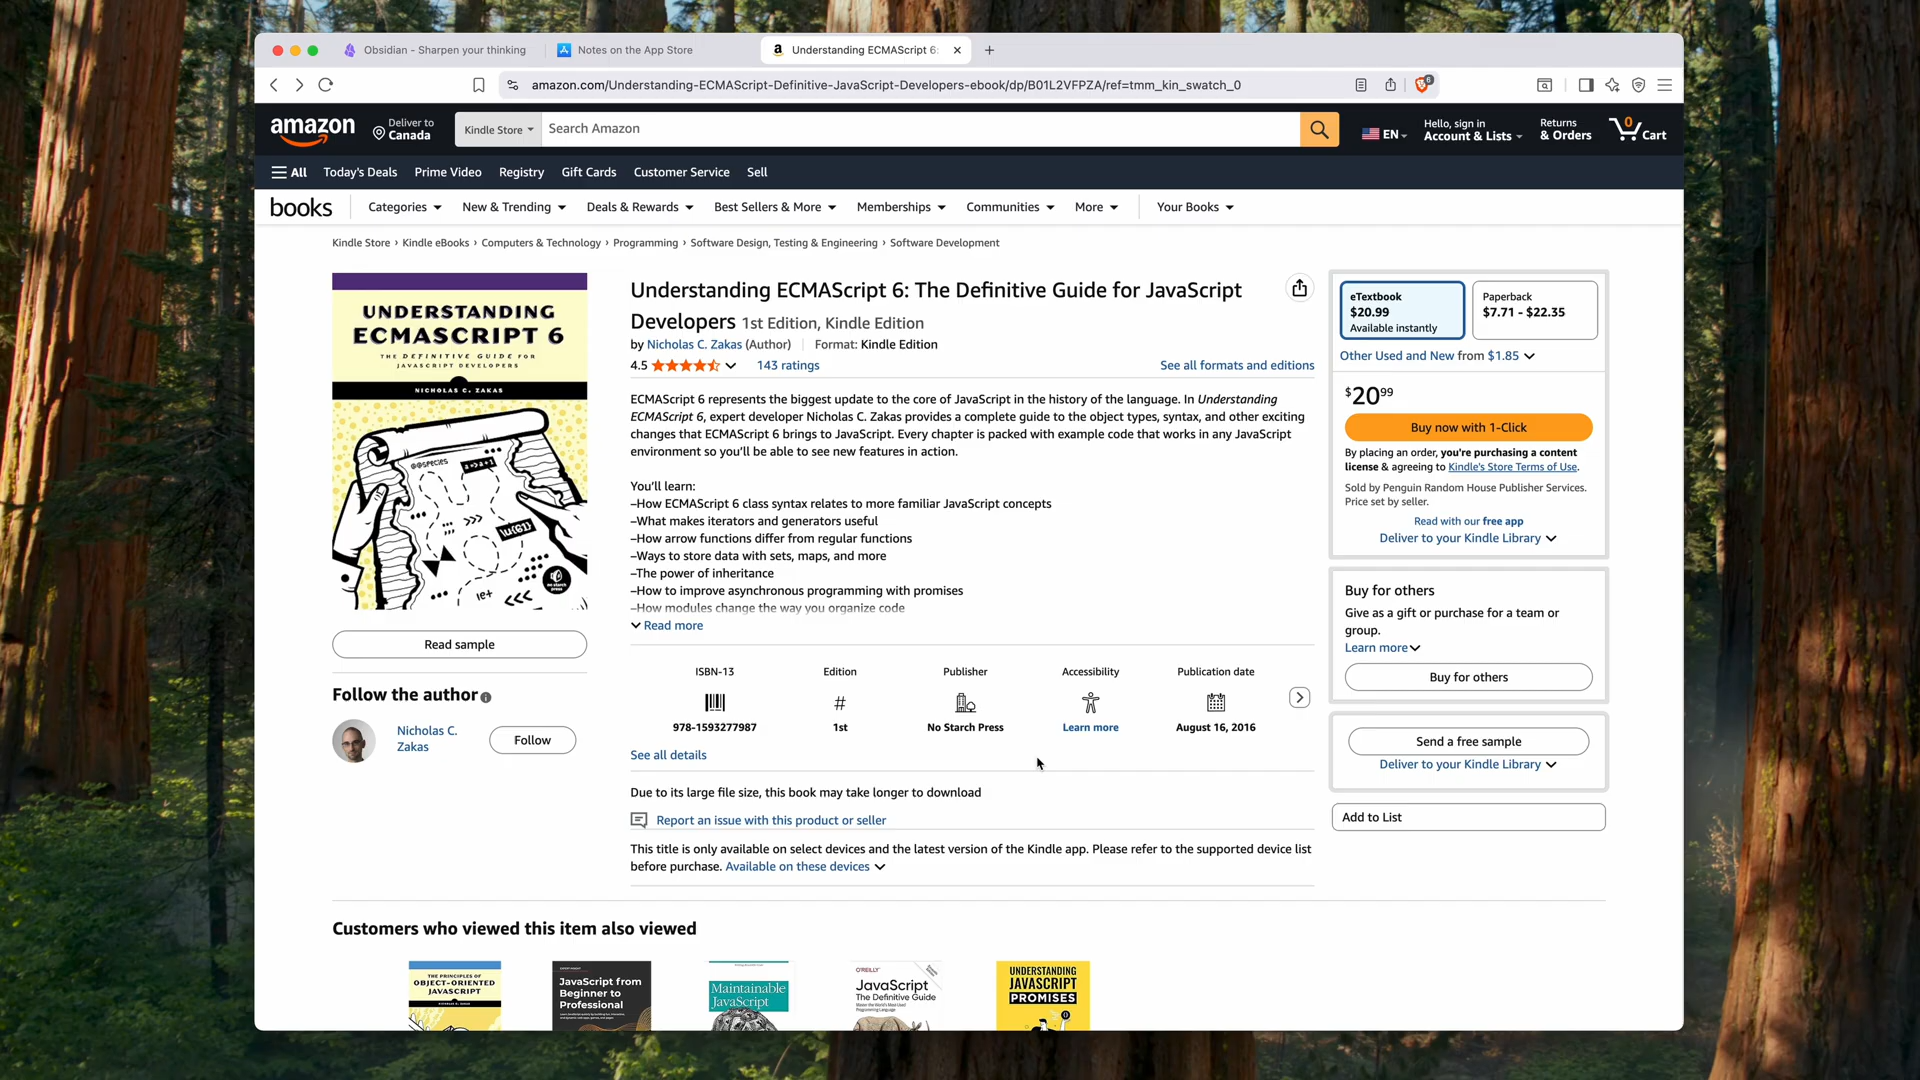 Obsidian - Sharpen your thinking
Notes on the App Store
Understanding ECMAScript 6:
amazon.com/Understanding-ECMAScript-Definitive-JavaScript-Developers-ebook/dp/B01L2VFPZA/ref=tmm_kin_swatch_0
6
amazon
Deliver to
Canada
Kindle Store
Search Amazon
EN
Hello, sign in
Account & Lists
Returns
& Orders
0
Cart
All
Today's Deals
Prime Video
Registry
Gift Cards
Customer Service
Sell
books
Categories
New & Trending
Deals & Rewards
Best Sellers & More
Memberships
Communities
More
Your Books
Kindle Store › Kindle eBooks › Computers & Technology › Programming › Software Design, Testing & Engineering › Software Development
UNDERSTANDING
ECMASCRIPT 6
THE DEFINITIVE GUIDE FOR
JAVASCRIPT DEVELOPERS
NICHOLAS C. ZAKAS
@@species
>>>
\u{61}
le+
<<<
no starch
press
Read sample
Follow the author
Nicholas C.
Zakas
Follow
Understanding ECMAScript 6: The Definitive Guide for JavaScript
Developers 1st Edition, Kindle Edition
by Nicholas C. Zakas (Author) | Format: Kindle Edition
4.5
143 ratings
See all formats and editions
ECMAScript 6 represents the biggest update to the core of JavaScript in the history of the language. In Understanding
ECMAScript 6, expert developer Nicholas C. Zakas provides a complete guide to the object types, syntax, and other exciting
changes that ECMAScript 6 brings to JavaScript. Every chapter is packed with example code that works in any JavaScript
environment so you'll be able to see new features in action.
You'll learn:
–How ECMAScript 6 class syntax relates to more familiar JavaScript concepts
–What makes iterators and generators useful
–How arrow functions differ from regular functions
–Ways to store data with sets, maps, and more
–The power of inheritance
–How to improve asynchronous programming with promises
–How modules change the way you organize code
Read more
ISBN-13
978-1593277987
Edition
#
1st
Publisher
No Starch Press
Accessibility
Learn more
Publication date
August 16, 2016
See all details
Due to its large file size, this book may take longer to download
Report an issue with this product or seller
This title is only available on select devices and the latest version of the Kindle app. Please refer to the supported device list
before purchase. Available on these devices
eTextbook
$20.99
Available instantly
Paperback
$7.71 - $22.35
Other Used and New from $1.85
$20.99
Buy now with 1-Click
By placing an order, you're purchasing a content
license & agreeing to Kindle's Store Terms of Use.
Sold by Penguin Random House Publisher Services.
Price set by seller.
Read with our free app
Deliver to your Kindle Library
Buy for others
Give as a gift or purchase for a team or
group.
Learn more
Buy for others
Send a free sample
Deliver to your Kindle Library
Add to List
Customers who viewed this item also viewed
THE PRINCIPLES OF
OBJECT-ORIENTED
JAVASCRIPT
NICHOLAS C. ZAKAS
JavaScript from
Beginner to
Professional
Maintainable
JavaScript
O'REILLY
JavaScript
The Definitive Guide
Master the World's Most-Used
Programming Language
UNDERSTANDING
JAVASCRIPT
PROMISES